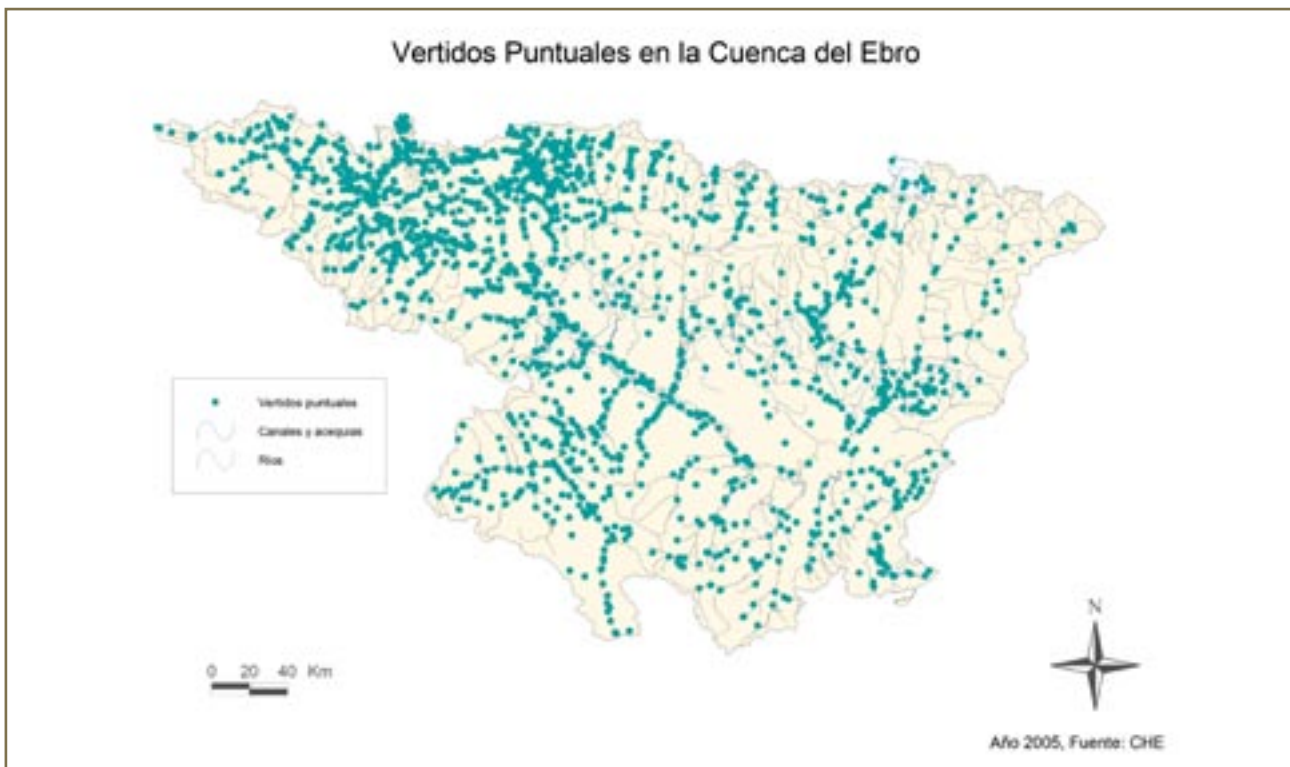 Vertidos Puntuales en la Cuenca del Ebro
Vertidos puntuales
Canales y acequias
Ríos
0 20 40 Km
N
Año 2005, Fuente: CHE